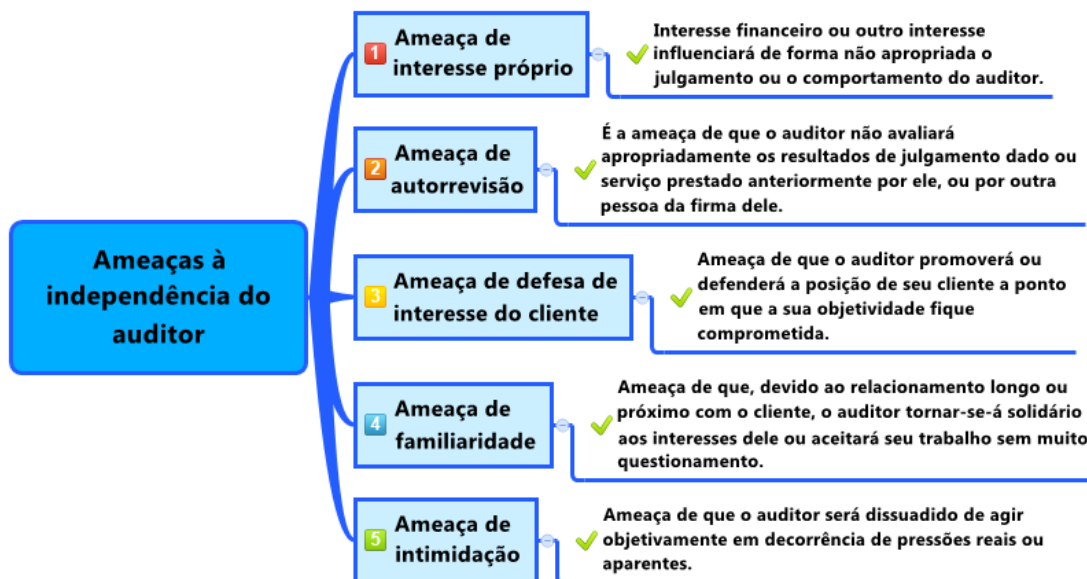 Ameaças à
independência do
auditor
1
Ameaça de
interesse próprio
Interesse financeiro ou outro interesse
influenciará de forma não apropriada o
julgamento ou o comportamento do auditor.
2
Ameaça de
autorrevisão
É a ameaça de que o auditor não avaliará
apropriadamente os resultados de julgamento dado ou
serviço prestado anteriormente por ele, ou por outra
pessoa da firma dele.
3
Ameaça de defesa de
interesse do cliente
Ameaça de que o auditor promoverá ou
defenderá a posição de seu cliente a ponto
em que a sua objetividade fique
comprometida.
4
Ameaça de
familiaridade
Ameaça de que, devido ao relacionamento longo ou
próximo com o cliente, o auditor tornar-se-á solidário
aos interesses dele ou aceitará seu trabalho sem muito
questionamento.
5
Ameaça de
intimidação
Ameaça de que o auditor será dissuadido de agir
objetivamente em decorrência de pressões reais ou
aparentes.